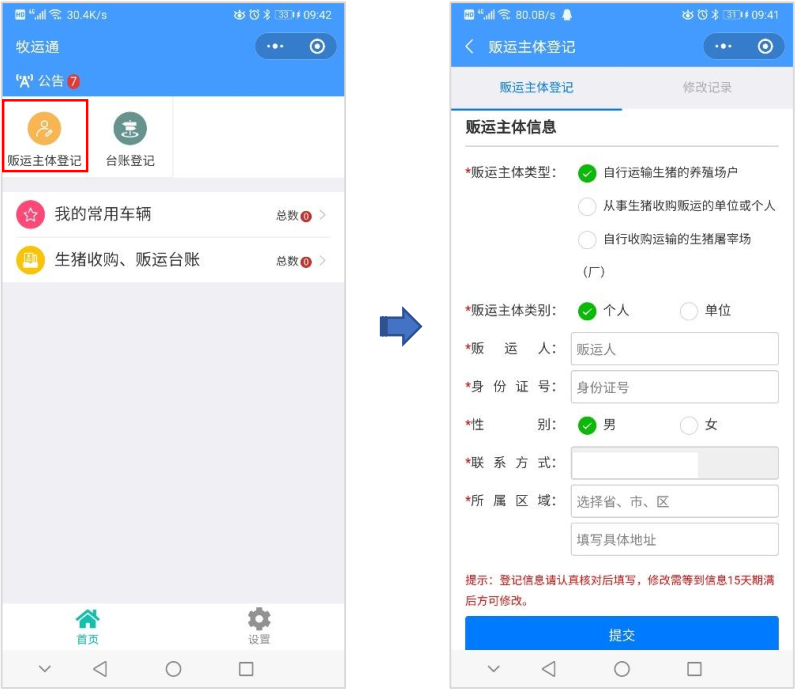 HD 30.4K/s 33 09:42
牧运通
公告 7
贩运主体登记 台账登记
我的常用车辆 总数 0
生猪收购、贩运台账 总数 0
首页 设置
HD 80.0B/s 31 09:41
贩运主体登记
贩运主体登记 修改记录
贩运主体信息
*贩运主体类型： 自行运输生猪的养殖场户
从事生猪收购贩运的单位或个人
自行收购运输的生猪屠宰场
（厂）
*贩运主体类别： 个人 单位
*贩运人： 贩运人
*身份证号： 身份证号
*性别： 男 女
*联系方式：
*所属区域： 选择省、市、区
填写具体地址
提示：登记信息请认真核对后填写，修改需等到信息15天期满
后方可修改。
提交